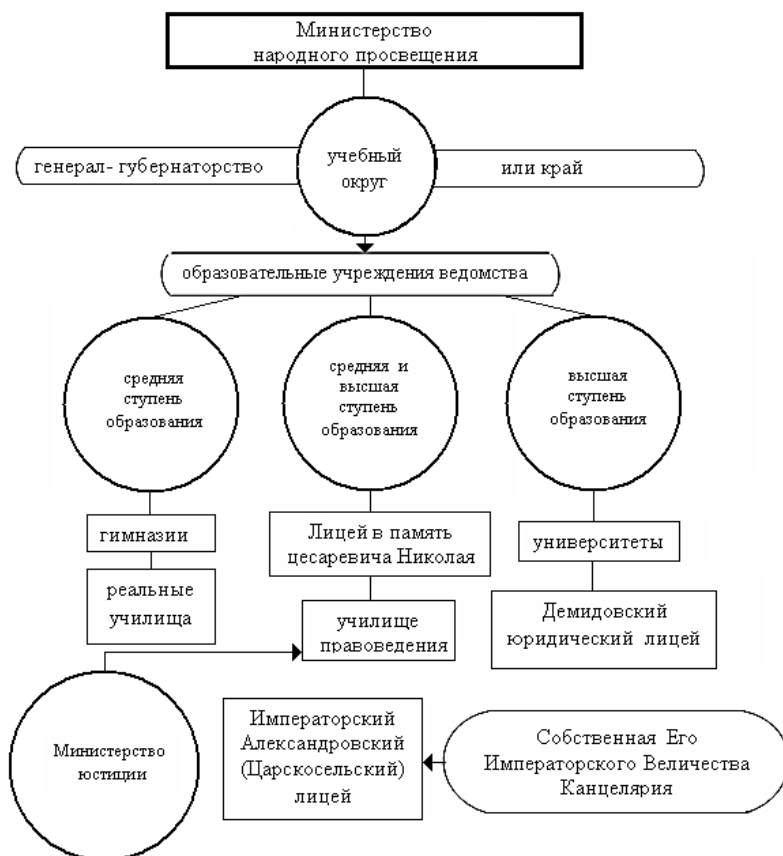 Министерство
народного просвещения
генерал- губернаторство
учебный
округ
или край
образовательные учреждения ведомства
средняя
ступень
образования
средняя и
высшая
ступень
образования
высшая
ступень
образования
гимназии
реальные
училища
Лицей в память
цесаревича Николая
училище
правоведения
университеты
Демидовский
юридический лицей
Министерство
юстиции
Императорский
Александровский
(Царскосельский)
лицей
Собственная Его
Императорского Величества
Канцелярия